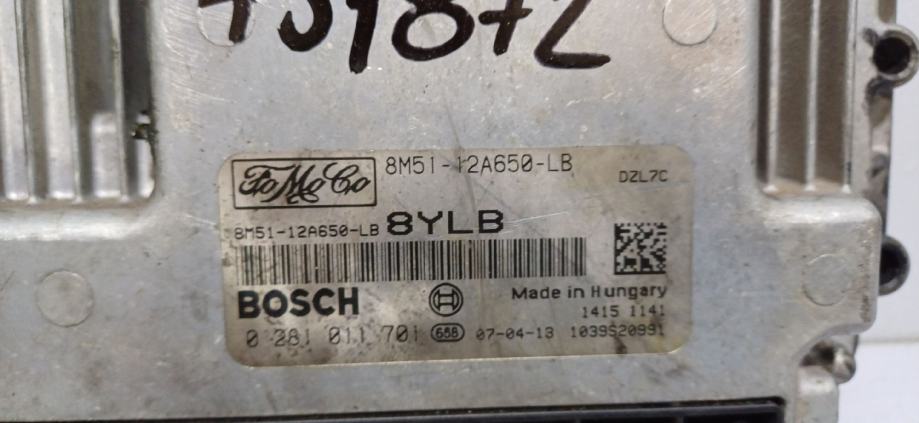 8M51-12A650-LB
FoMoCo
DZL7C
8M51-12A650-LB 8YLB
BOSCH
Made in Hungary
1415 1141
0 281 011 701 658 07-04-13 1039S20991